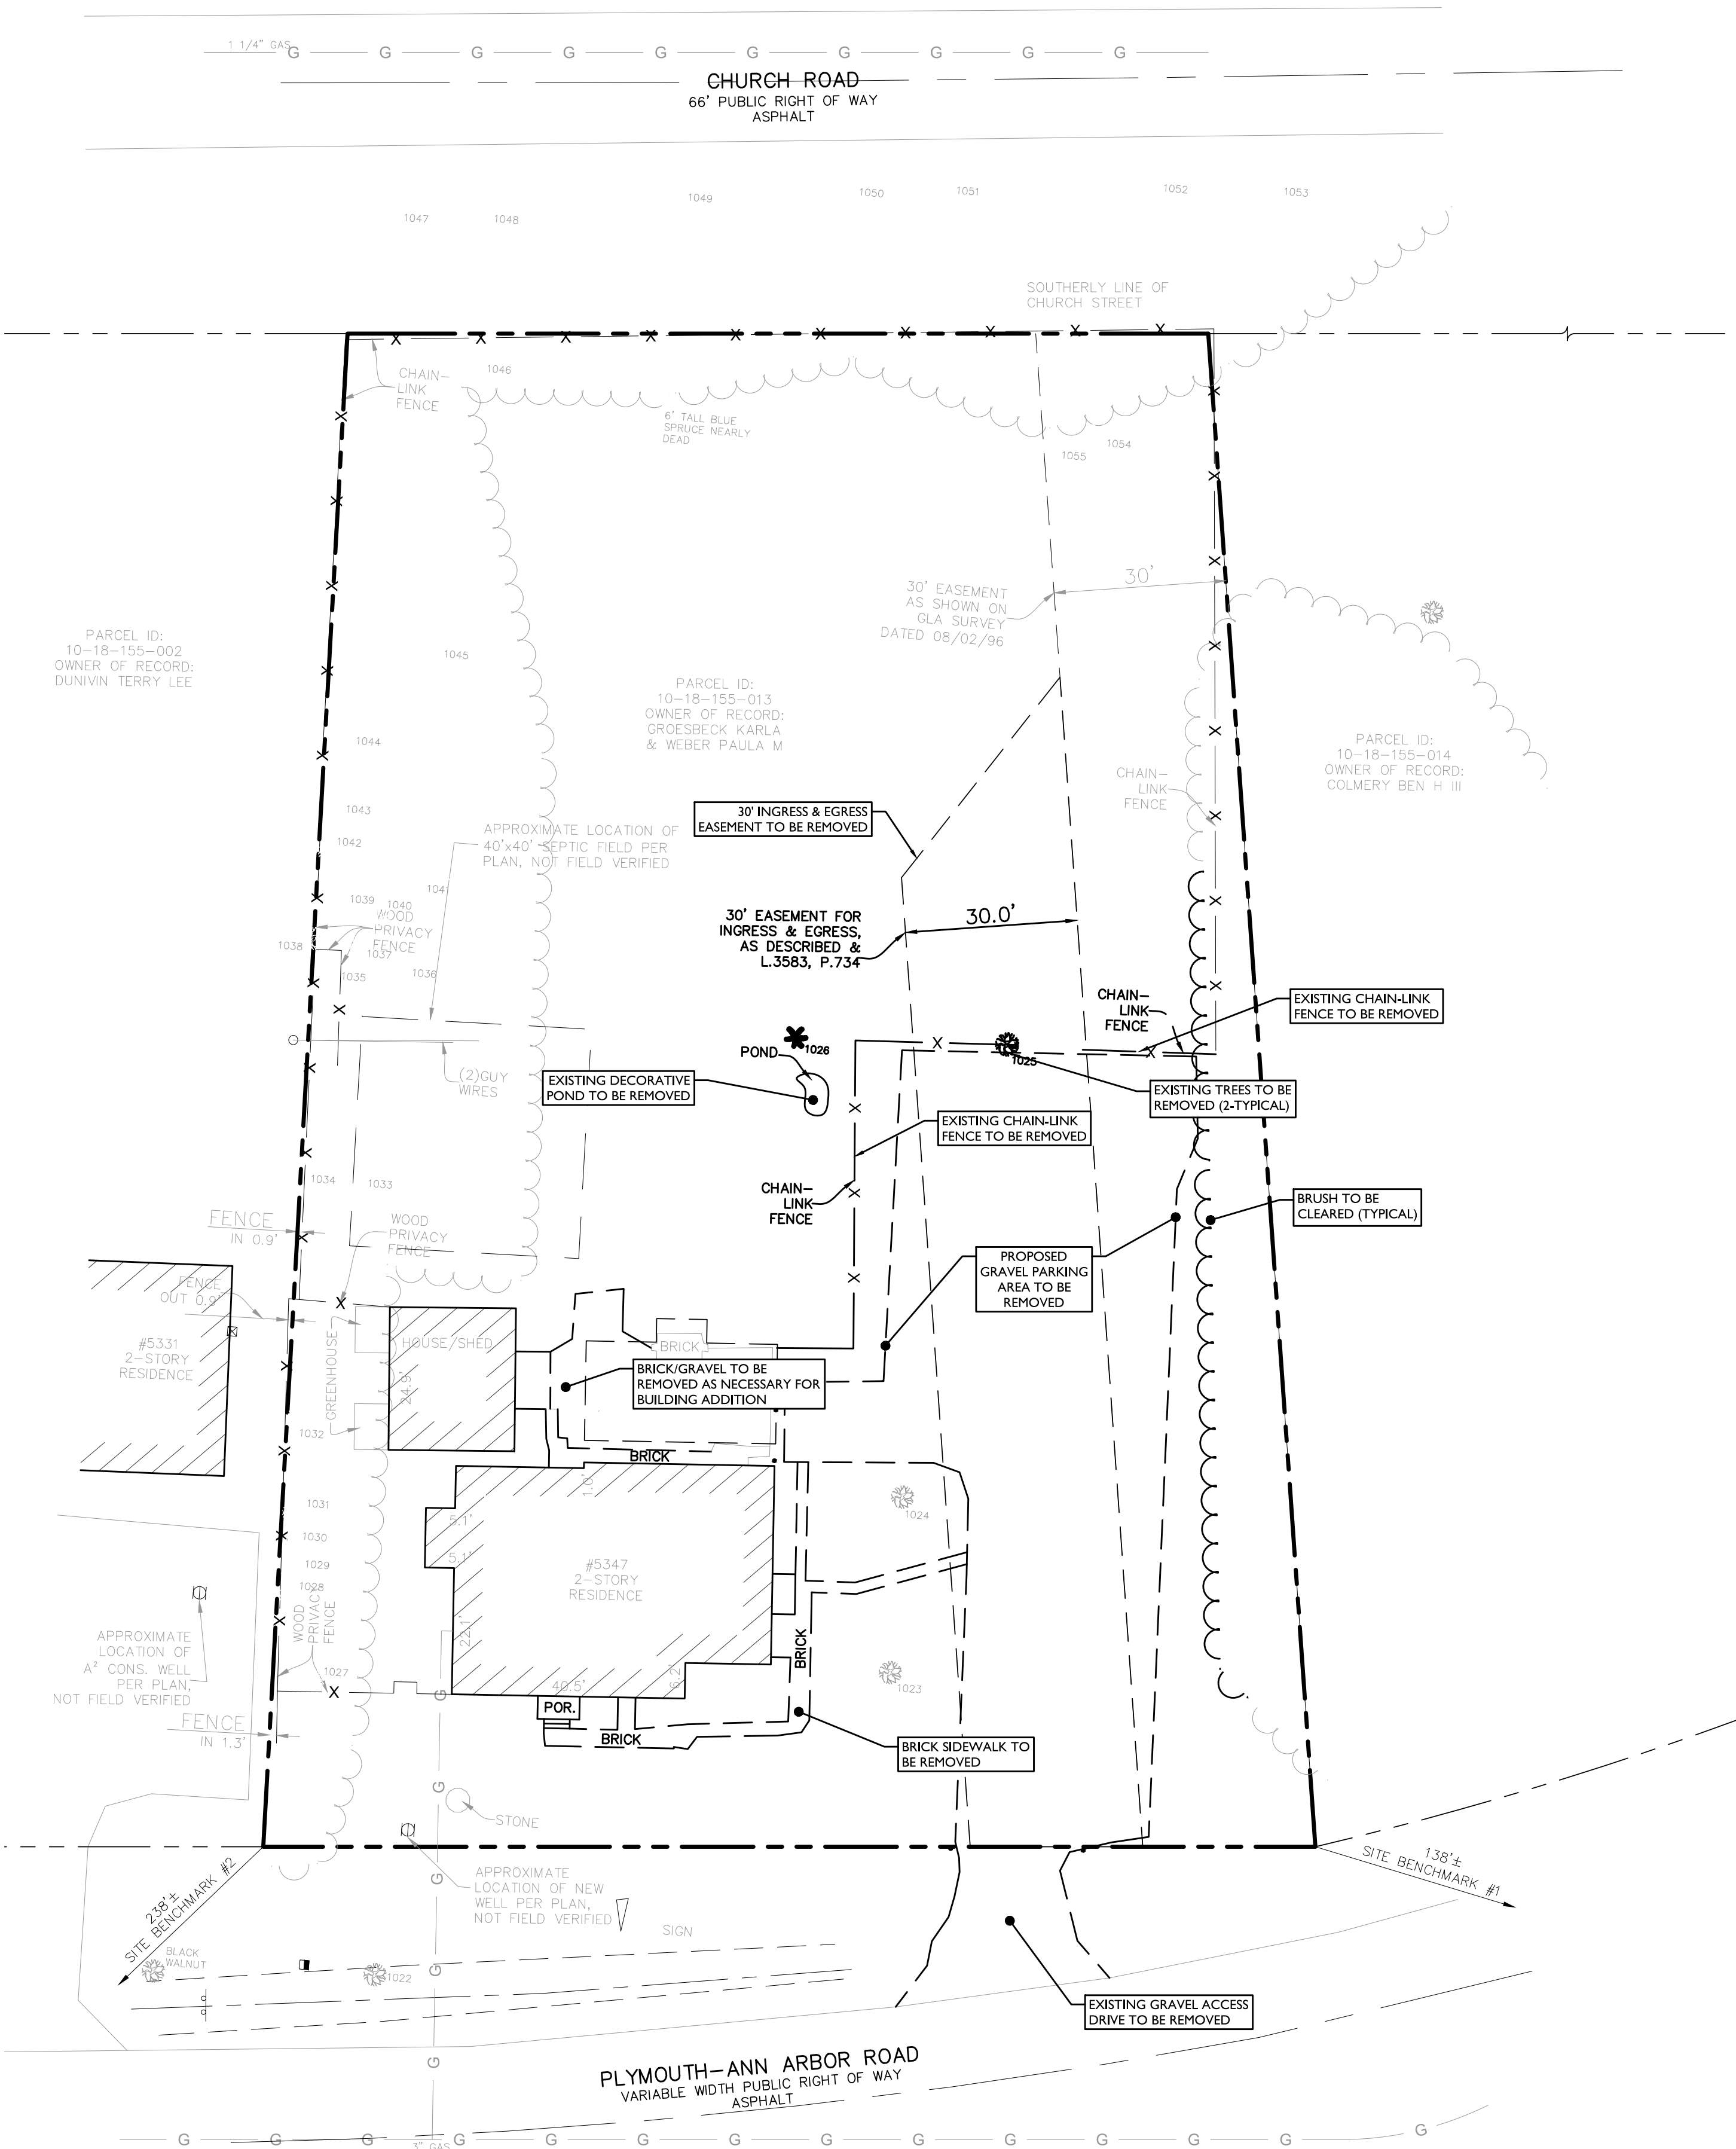 1 1/4" GAS
G G G G G G G G G G
CHURCH ROAD
66' PUBLIC RIGHT OF WAY
ASPHALT
1047
1048
1049
1050
1051
1052
1053
SOUTHERLY LINE OF
CHURCH STREET
CHAIN-
LINK
FENCE
1046
6' TALL BLUE
SPRUCE NEARLY
DEAD
1054
1055
30' EASEMENT
AS SHOWN ON
GLA SURVEY
DATED 08/02/96
30'
PARCEL ID:
10-18-155-002
OWNER OF RECORD:
DUNIVIN TERRY LEE
1045
PARCEL ID:
10-18-155-013
OWNER OF RECORD:
GROESBECK KARLA
& WEBER PAULA M
PARCEL ID:
10-18-155-014
OWNER OF RECORD:
COLMERY BEN H III
CHAIN-
LINK
FENCE
1044
1043
1042
30' INGRESS & EGRESS
EASEMENT TO BE REMOVED
APPROXIMATE LOCATION OF
40'x40' SEPTIC FIELD PER
PLAN, NOT FIELD VERIFIED
1041
1039
1040
WOOD
PRIVACY
FENCE
1038
1037
1035
1036
30' EASEMENT FOR
INGRESS & EGRESS,
AS DESCRIBED &
L.3583, P.734
30.0'
CHAIN-
LINK
FENCE
EXISTING CHAIN-LINK
FENCE TO BE REMOVED
1026
1025
POND
(2)GUY
WIRES
EXISTING DECORATIVE
POND TO BE REMOVED
EXISTING TREES TO BE
REMOVED (2-TYPICAL)
EXISTING CHAIN-LINK
FENCE TO BE REMOVED
1034
1033
CHAIN-
LINK
FENCE
BRUSH TO BE
CLEARED (TYPICAL)
FENCE
IN 0.9'
WOOD
PRIVACY
FENCE
PROPOSED
GRAVEL PARKING
AREA TO BE
REMOVED
FENCE
OUT 0.9'
#5331
2-STORY
RESIDENCE
GREENHOUSE
HOUSE/SHED
24.9'
BRICK
BRICK/GRAVEL TO BE
REMOVED AS NECESSARY FOR
BUILDING ADDITION
1032
BRICK
1.6'
1031
1030
1029
1028
5.1'
5.1'
#5347
2-STORY
RESIDENCE
1024
WOOD
PRIVACY
FENCE
22.1'
BRICK
APPROXIMATE
LOCATION OF
A² CONS. WELL
PER PLAN,
NOT FIELD VERIFIED
1027
40.5'
6.2'
1023
POR.
BRICK
FENCE
IN 1.3'
BRICK SIDEWALK TO
BE REMOVED
G
G
STONE
238'±
SITE BENCHMARK #2
138'±
SITE BENCHMARK #1
APPROXIMATE
LOCATION OF NEW
WELL PER PLAN,
NOT FIELD VERIFIED
G
SIGN
BLACK
WALNUT
1022
G
EXISTING GRAVEL ACCESS
DRIVE TO BE REMOVED
G
PLYMOUTH-ANN ARBOR ROAD
VARIABLE WIDTH PUBLIC RIGHT OF WAY
ASPHALT
G G G G G G G G G G G G G G
3" GAS